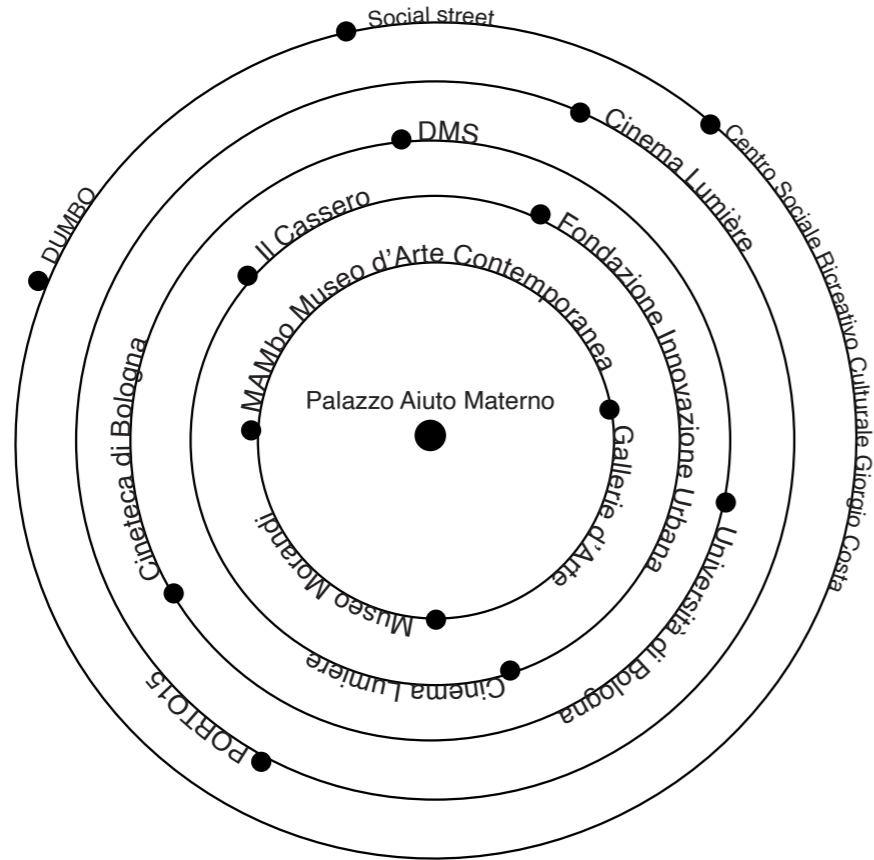 Social street
Centro Sociale Ricreativo Culturale Giorgio Costa
DUMBO
Cinema Lumière
PORTO15
DMS
Università di Bologna
Cineteca di Bologna
Il Cassero
Fondazione Innovazione Urbana
Cinema Lumiere
MAMbo Museo d'Arte Contemporanea
Gallerie d'Arte
Museo Morandi
Palazzo Aiuto Materno